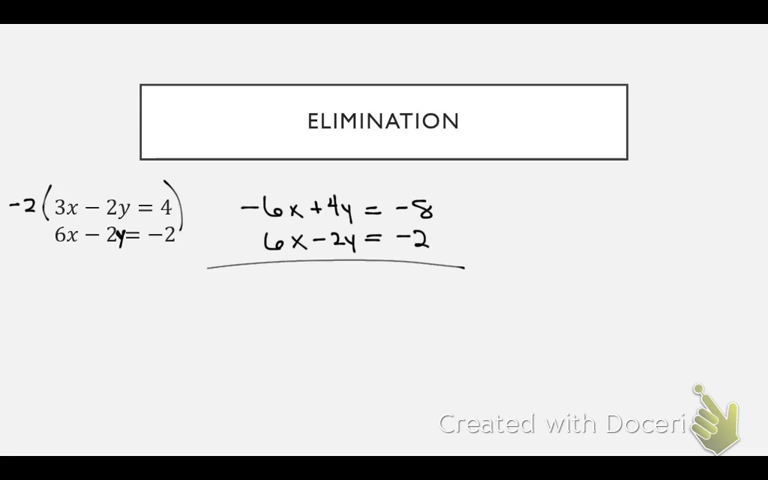 ELIMINATION
-2(3x − 2y = 4)
6x − 2y= −2
-6x+4y = -8
6x-2y = -2
Created with Doceri